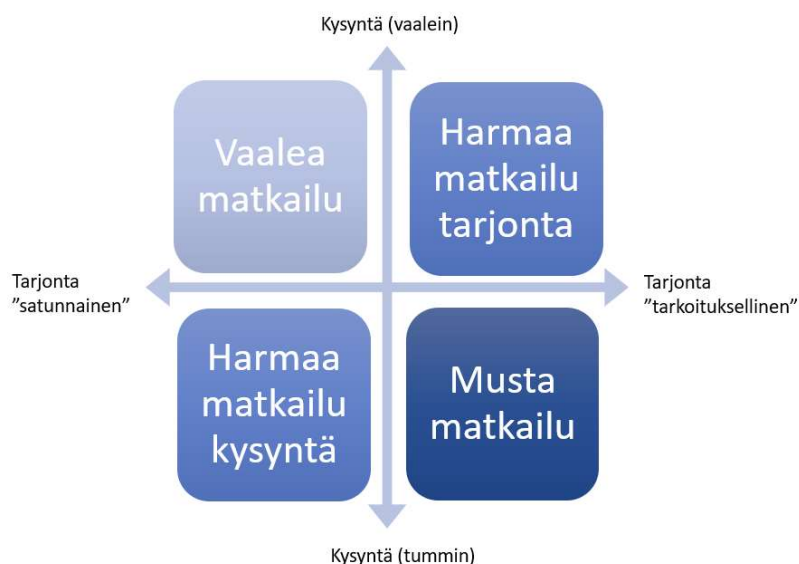 Kysyntä (vaalein)
Vaalea
matkailu
Harmaa
matkailu
tarjonta
Tarjonta
”satunnainen”
Tarjonta
”tarkoituksellinen”
Harmaa
matkailu
kysyntä
Musta
matkailu
Kysyntä (tummin)